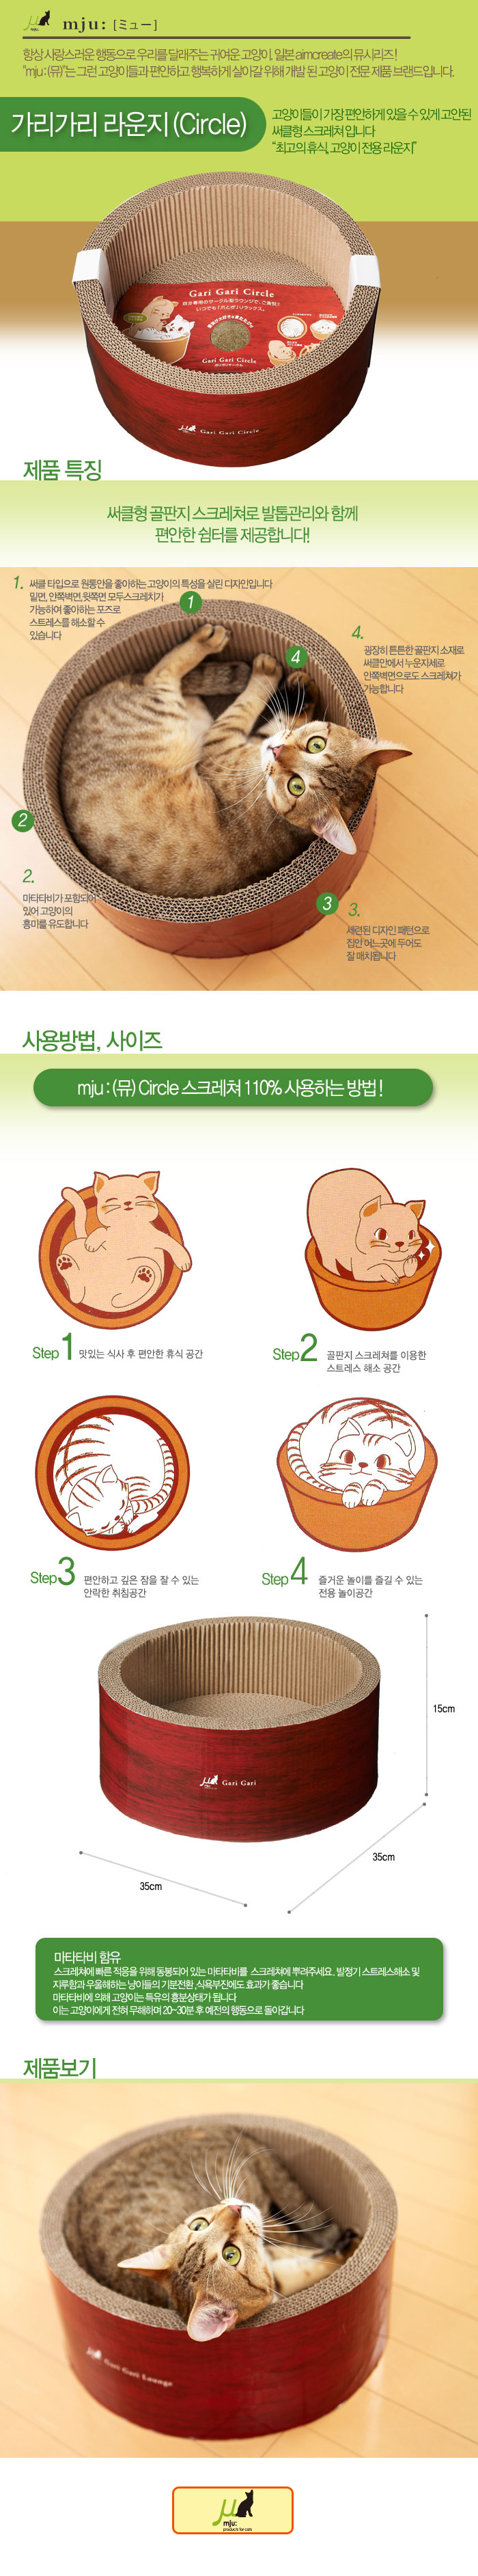 mju: [ミュー]
항상 사랑스러운 행동으로 우리를 달래주는 귀여운 고양이. 일본 aimcreate의 뮤시리즈!
"mju : (뮤)"는 그런 고양이들과 편안하고 행복하게 살아갈 위해 개발 된 고양이 전문 제품 브랜드입니다.
가리가리 라운지 (Circle)
고양이들이 가장 편안하게 있을 수 있게 고안된
써클형 스크레쳐 입니다
“최고의 휴식, 고양이 전용 라운지”
Gari Gari Circle
Gari Gari Circle
Gari Gari Circle
제품 특징
써클형 골판지 스크레쳐로 발톱관리와 함께
편안한 쉼터를 제공합니다!
1. 써클 타입으로 원통안을 좋아하는 고양이의 특성을 살린 디자인입니다
밑면, 안쪽벽면,윗쪽면 모두스크레치가
가능하여 좋아하는 포즈로
스트레스를 해소할 수
있습니다
1
4
4.
굉장히 튼튼한 골판지 소재로
써클안에서 누운자세로
안쪽벽면으로도 스크레쳐가
가능합니다
2
2.
마타타비가 포함되어
있어 고양이의
흥미를 유도합니다
3
3.
세련된 디자인 패턴으로
집안 어느곳에 두어도
잘 매치됩니다
사용방법, 사이즈
mju : (뮤) Circle 스크레쳐 110% 사용하는 방법 !
Step1 맛있는 식사 후 편안한 휴식 공간
Step2 골판지 스크레쳐를 이용한
스트레스 해소 공간
Step3 편안하고 깊은 잠을 잘 수 있는
안락한 취침공간
Step4 즐거운 놀이를 즐길 수 있는
전용 놀이공간
15cm
Gari Gari
35cm
35cm
마타타비 함유
스크레쳐에 빠른 적응을 위해 동봉되어 있는 마타타비를 스크레쳐에 뿌려주세요.. 발정기 스트레스해소 및
지루함과 우울해하는 냥이들의 기분전환 ,식욕부진에도 효과가 좋습니다
마타타비에 의해 고양이는 특유의 흥분상태가 됩니다
이는 고양이에게 전혀 무해하며 20~30분 후 예전의 행동으로 돌아갑니다
제품보기
Gari Gari Lounge
mju:
products for cats